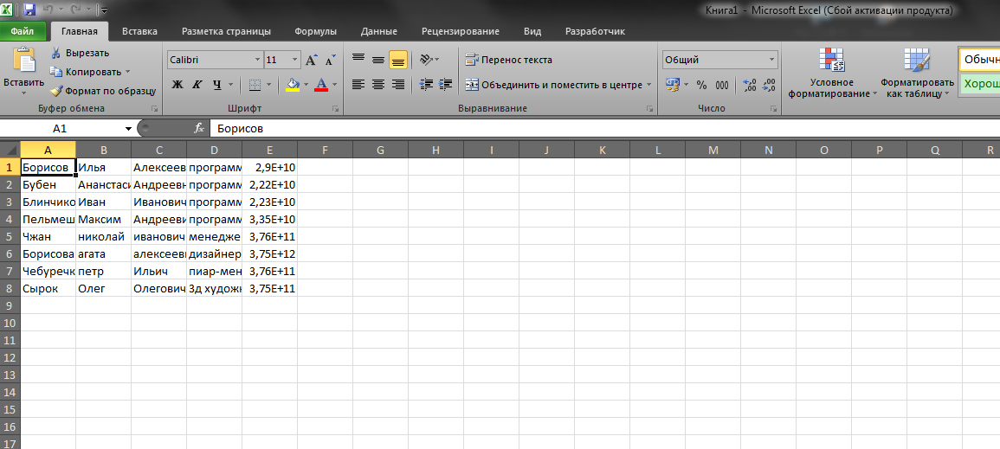 Книга1 - Microsoft Excel (Сбой активации продукта)
Файл Главная Вставка Разметка страницы Формулы Данные Рецензирование Вид Разработчик
Вставить
Вырезать
Копировать
Формат по образцу
Буфер обмена
Calibri 11
Ж К Ч
Шрифт
Перенос текста
Объединить и поместить в центре
Выравнивание
Общий
% 000
Число
Условное форматирование
Форматировать как таблицу
Обычн
Хорош
A1 fx Борисов
A B C D E F G H I J K L M N O P Q R
1 Борисов Илья Алексеев программ 2,9E+10
2 Бубен Ананстаси Андреевн программ 2,22E+10
3 Блинчико Иван Иванович программ 2,23E+10
4 Пельмеш Максим Андрееви программ 3,35E+10
5 Чжан николай иванович менедже 3,76E+11
6 Борисова агата алексеев дизайнер 3,75E+12
7 Чебуречк петр Ильич пиар-мен 3,76E+11
8 Сырок Олег Олегович 3д художн 3,75E+11
9
10
11
12
13
14
15
16
17